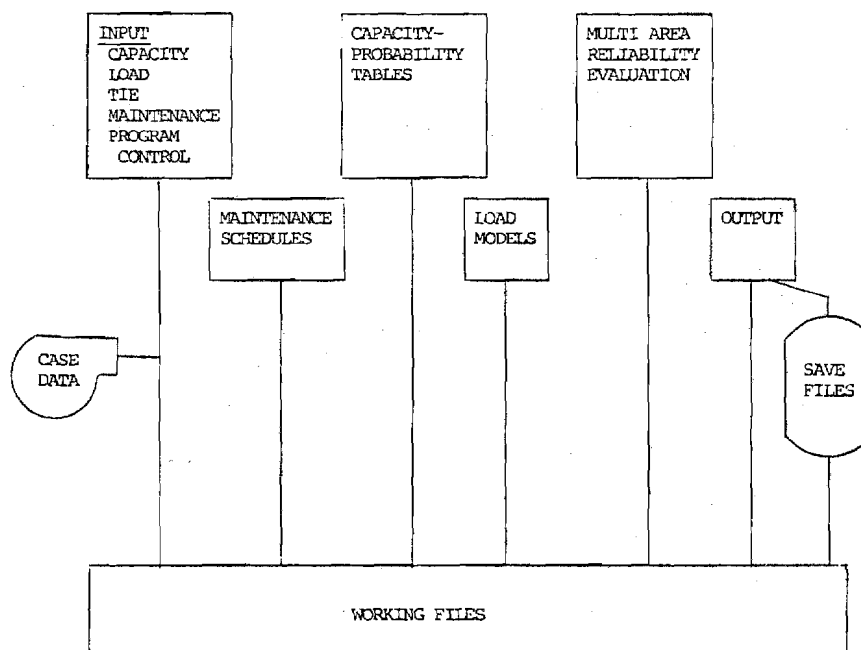 INPUT
CAPACITY
LOAD
TIE
MAINTENANCE
PROGRAM
CONTROL
CAPACITY-
PROBABILITY
TABLES
MULTI AREA
RELIABILITY
EVALUATION
MAINTENANCE
SCHEDULES
LOAD
MODELS
OUTPUT
CASE
DATA
SAVE
FILES
WORKING FILES